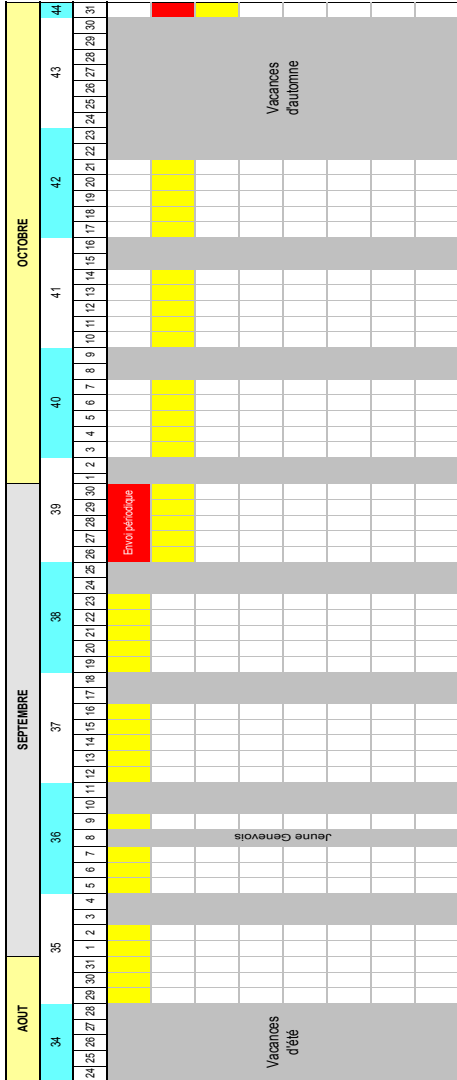 AOUT SEPTEMBRE OCTOBRE
34 35 36 37 38 39 40 41 42 43 44
24 25 26 27 28 29 30 31 1 2 3 4 5 6 7 8 9 10 11 12 13 14 15 16 17 18 19 20 21 22 23 24 25 26 27 28 29 30 1 2 3 4 5 6 7 8 9 10 11 12 13 14 15 16 17 18 19 20 21 22 23 24 25 26 27 28 29 30 31
Vacances
d'été
Jeune Genevois
Envoi périodique
Vacances
d'automne